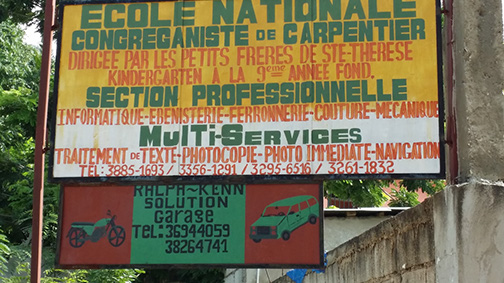 ECOLE NATIONALE
CONGREGANISTE DE CARPENTIER
DIRIGEE PAR LES PETITS FRERES DE STE-THERESE
KINDERGARTEN A LA 9eme ANNEE FOND.
SECTION PROFESSIONNELLE
INFORMATIQUE-EBENISTERIE-FERRONNERIE-COUTURE-MECANIQUE
MULTI-SERVICES
TRAITEMENT DE TEXTE-PHOTOCOPIE-PHOTO IMMEDIATE-NAVIGATION
TEL: 3885-1693 / 3356-1291 / 3295-6516 / 3261-1832
RALPH~KENN
SOLUTION
Garage
TEL:36944059
38264741